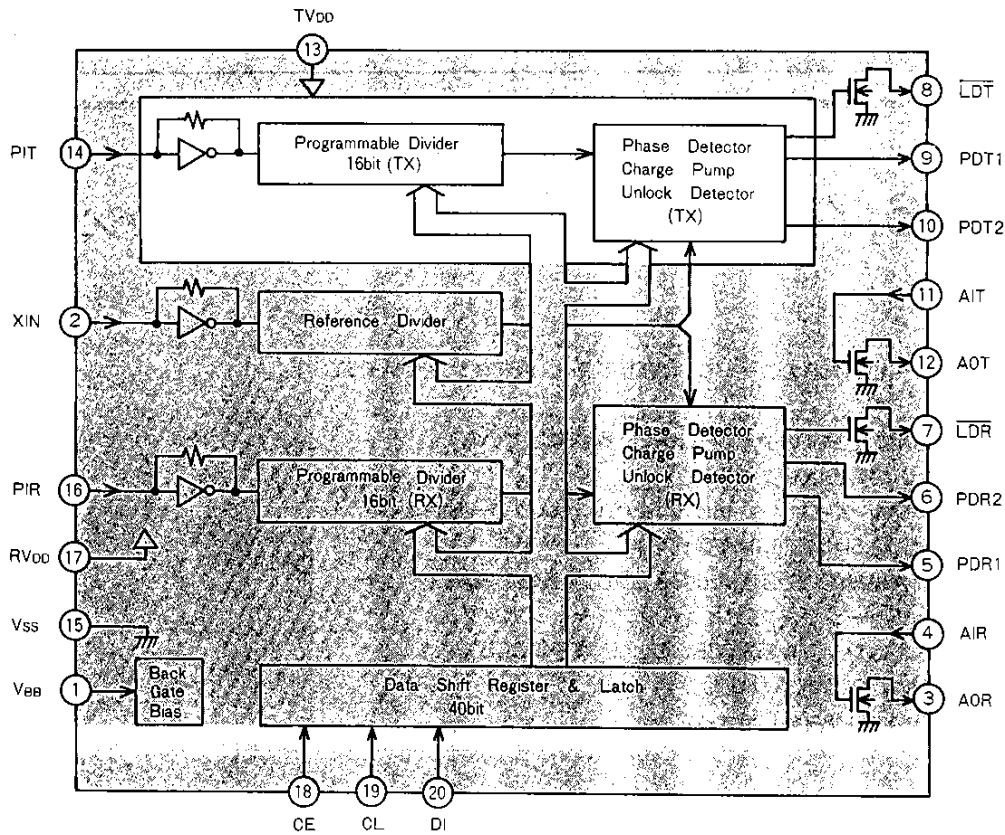 TVDD
13
8 LDT
PIT 14
Programmable Divider
16bit (TX)
Phase Detector
Charge Pump
Unlock Detector
(TX)
9 PDT1
10 PDT2
11 AIT
XIN 2
Reference Divider
12 AOT
7 LDR
Phase Detector
Charge Pump
Unlock Detector
(RX)
PIR 16
Programmable Divider
16bit (RX)
6 PDR2
RVDD 17
5 PDR1
VSS 15
4 AIR
VBB 1
Back
Gate
Bias
Data Shift Register & Latch
40bit
3 AOR
18 19 20
CE CL DI